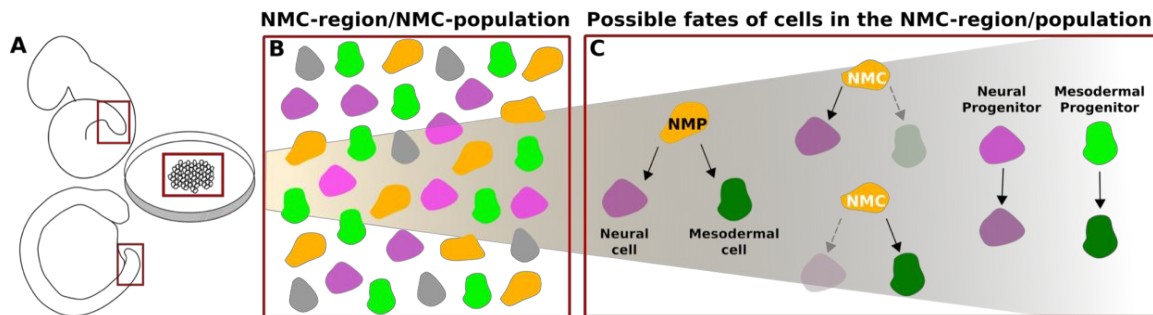 NMC-region/NMC-population
Possible fates of cells in the NMC-region/population
A
B
C
NMC
NMP
Neural
Progenitor
Mesodermal
Progenitor
NMC
Neural
cell
Mesodermal
cell